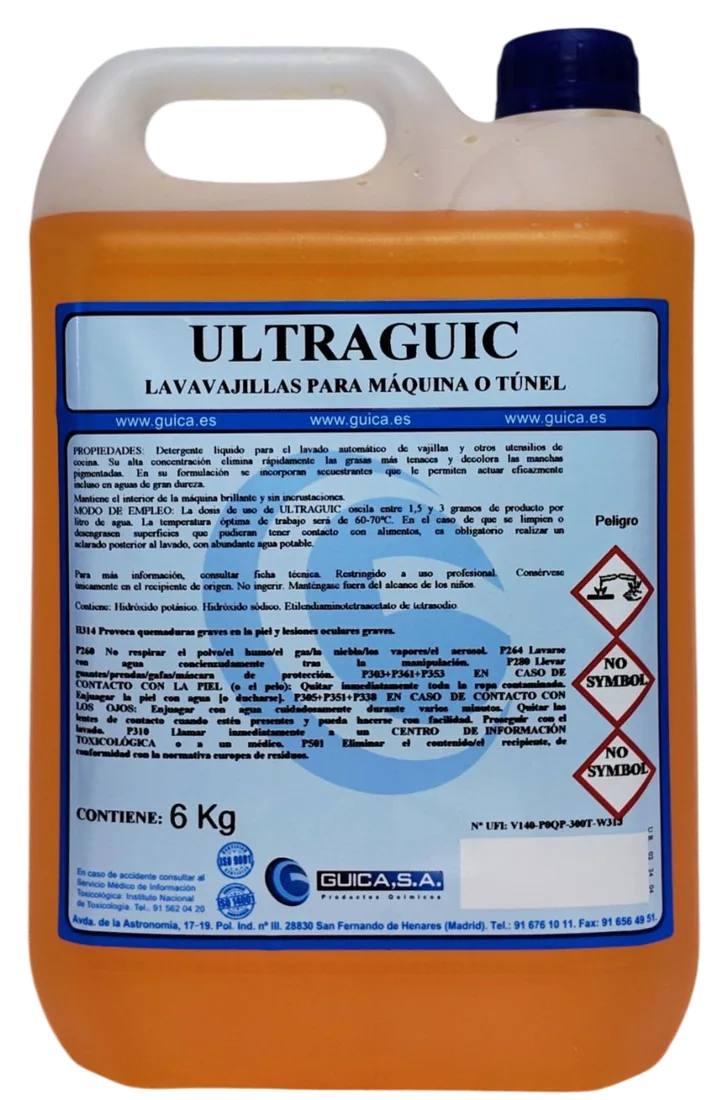 ULTRAGUIC
LAVAVAJILLAS PARA MÁQUINA O TÚNEL
www.guica.es www.guica.es www.guica.es
PROPIEDADES: Detergente líquido para el lavado automático de vajillas y otros utensilios de
cocina. Su alta concentración elimina rápidamente las grasas más tenaces y decolora las manchas
pigmentadas. En su formulación se incorporan secuestrantes que le permiten actuar eficazmente
incluso en aguas de gran dureza.
Mantiene el interior de la máquina brillante y sin incrustaciones.
MODO DE EMPLEO: La dosis de uso de ULTRAGUIC oscila entre 1,5 y 3 gramos de producto por
litro de agua. La temperatura óptima de trabajo será de 60-70ºC. En el caso de que se limpien o
desengrasen superficies que pudieran tener contacto con alimentos, es obligatorio realizar un
aclarado posterior al lavado, con abundante agua potable.
Para más información, consultar ficha técnica. Restringido a uso profesional. Consérvese
únicamente en el recipiente de origen. No ingerir. Manténgase fuera del alcance de los niños.
Contiene: Hidróxido potásico. Hidróxido sódico. Etilendiaminotetraacetato de tetrasodio.
H314 Provoca quemaduras graves en la piel y lesiones oculares graves.
P260 No respirar el polvo/el humo/el gas/la niebla/los vapores/el aerosol. P264 Lavarse
con agua concienzudamente tras la manipulación. P280 Llevar
guantes/prendas/gafas/máscara de protección. P303+P361+P353 EN CASO DE
CONTACTO CON LA PIEL (o el pelo): Quitar inmediatamente toda la ropa contaminada.
Enjuagar la piel con agua [o ducharse]. P305+P351+P338 EN CASO DE CONTACTO CON
LOS OJOS: Enjuagar con agua cuidadosamente durante varios minutos. Quitar las
lentes de contacto cuando estén presentes y pueda hacerse con facilidad. Proseguir con el
lavado. P310 Llamar inmediatamente a un CENTRO DE INFORMACIÓN
TOXICOLÓGICA o a un médico. P501 Eliminar el contenido/el recipiente, de
conformidad con la normativa europea de residuos.
Peligro
NO
SYMBOL
NO
SYMBOL
CONTIENE: 6 Kg
Nº UFI: V140-P0QP-300T-W313
En caso de accidente consultar al
Servicio Médico de Información
Toxicológica: Instituto Nacional
de Toxicología. Tel.. 91 562 04 20
ISO 9001
ISO 14001
GUICA,S.A.
Productos Químicos
Avda. de la Astronomía, 17-19. Pol. Ind. nº III. 28830 San Fernando de Henares (Madrid). Tel.: 91 676 10 11. Fax: 91 656 49 51.